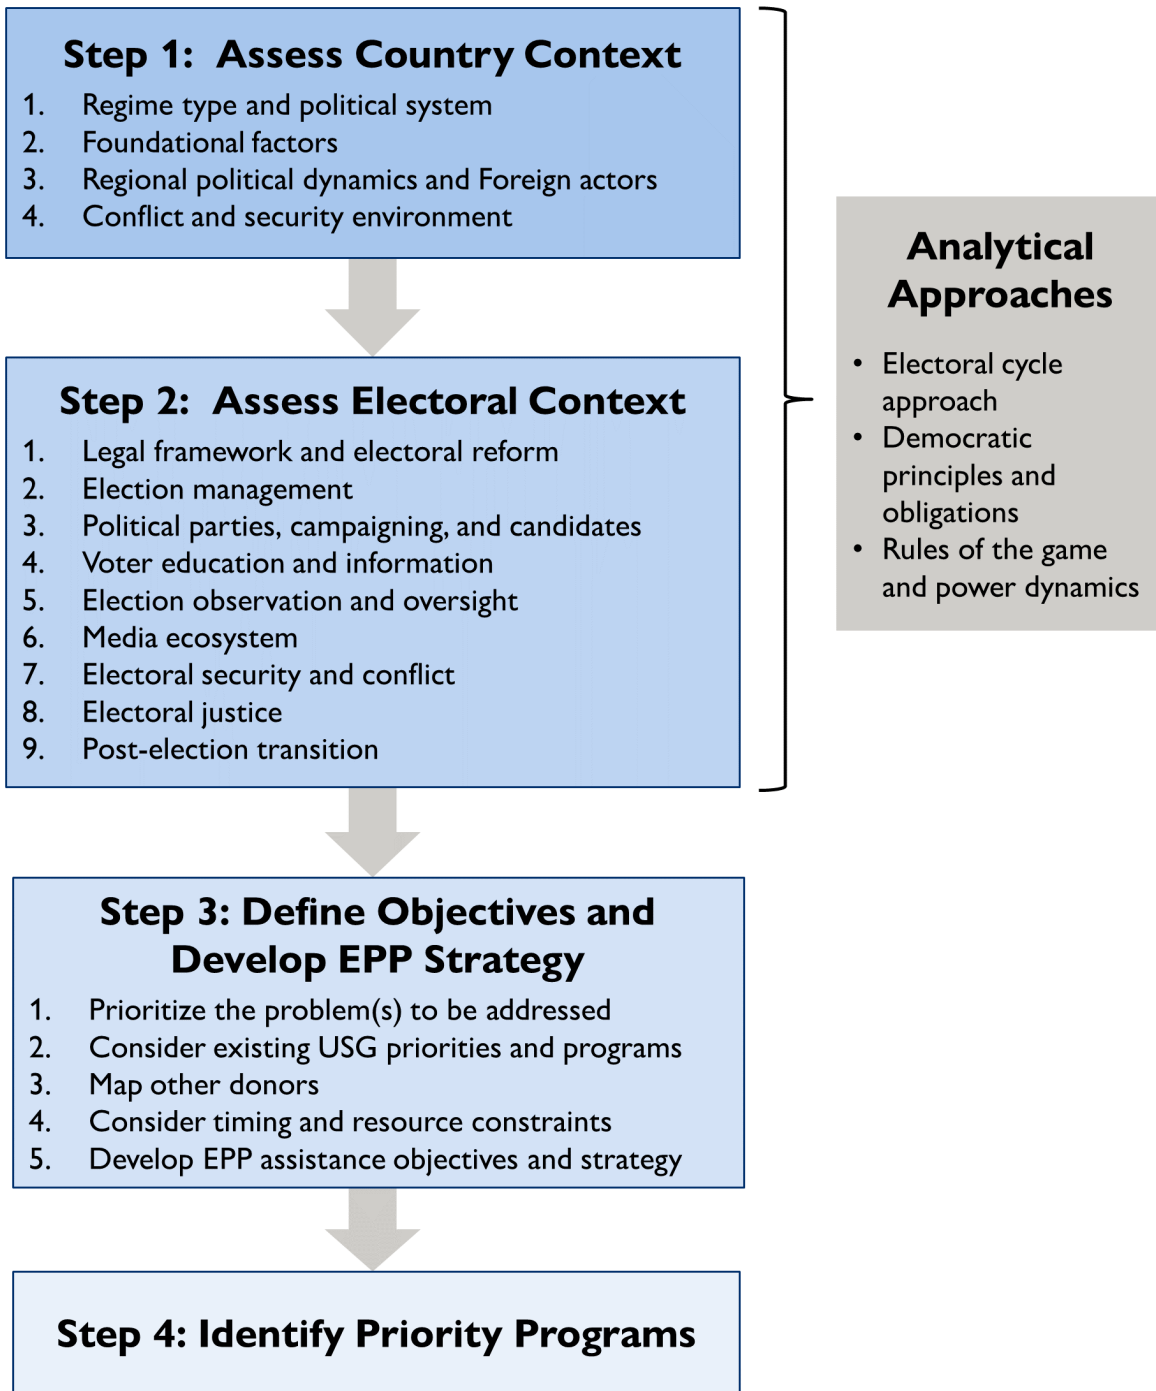 Step 1: Assess Country Context
1. Regime type and political system
2. Foundational factors
3. Regional political dynamics and Foreign actors
4. Conflict and security environment
Step 2: Assess Electoral Context
1. Legal framework and electoral reform
2. Election management
3. Political parties, campaigning, and candidates
4. Voter education and information
5. Election observation and oversight
6. Media ecosystem
7. Electoral security and conflict
8. Electoral justice
9. Post-election transition
Analytical
Approaches
• Electoral cycle
approach
• Democratic
principles and
obligations
• Rules of the game
and power dynamics
Step 3: Define Objectives and
Develop EPP Strategy
1. Prioritize the problem(s) to be addressed
2. Consider existing USG priorities and programs
3. Map other donors
4. Consider timing and resource constraints
5. Develop EPP assistance objectives and strategy
Step 4: Identify Priority Programs